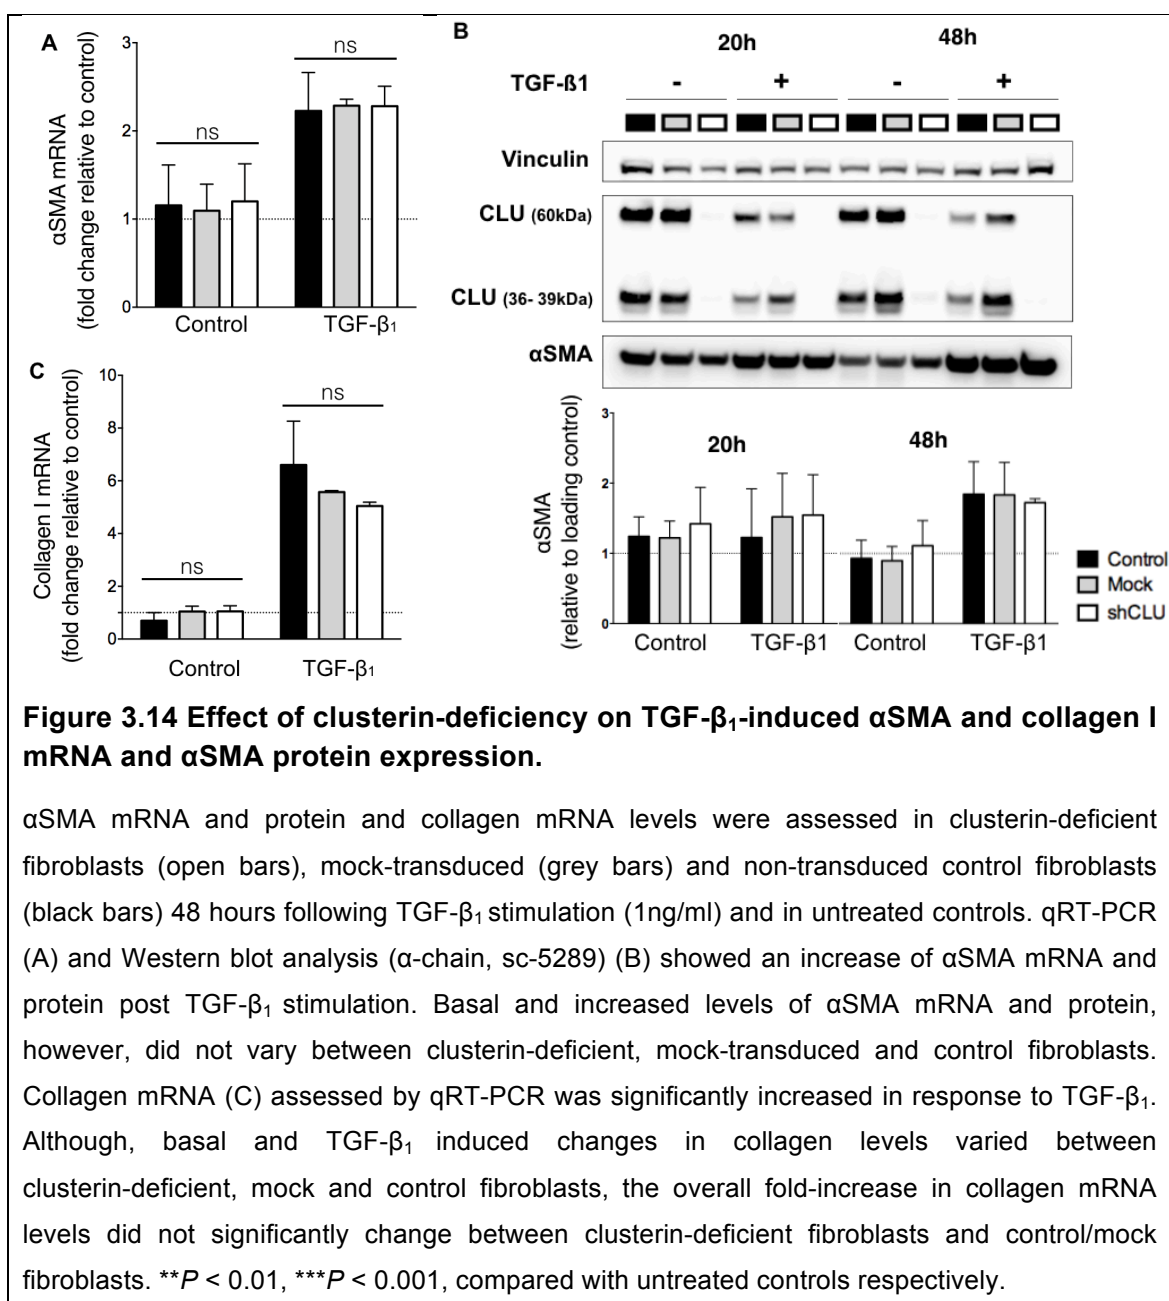 A
3
2
1
0
αSMA mRNA
(fold change relative to control)
ns
ns
Control
TGF-β₁
B
20h
48h
TGF-ß1
-
+
-
+
Vinculin
CLU (60kDa)
CLU (36- 39kDa)
αSMA
3
2
1
0
αSMA
(relative to loading control)
20h
48h
Control
TGF-β1
Control
TGF-β1
Control
Mock
shCLU
C
10
8
6
4
2
0
Collagen I mRNA
(fold change relative to control)
ns
ns
Control
TGF-β₁
Figure 3.14 Effect of clusterin-deficiency on TGF-β₁-induced αSMA and collagen I
mRNA and αSMA protein expression.
αSMA mRNA and protein and collagen mRNA levels were assessed in clusterin-deficient
fibroblasts (open bars), mock-transduced (grey bars) and non-transduced control fibroblasts
(black bars) 48 hours following TGF-β₁ stimulation (1ng/ml) and in untreated controls. qRT-PCR
(A) and Western blot analysis (α-chain, sc-5289) (B) showed an increase of αSMA mRNA and
protein post TGF-β₁ stimulation. Basal and increased levels of αSMA mRNA and protein,
however, did not vary between clusterin-deficient, mock-transduced and control fibroblasts.
Collagen mRNA (C) assessed by qRT-PCR was significantly increased in response to TGF-β₁.
Although, basal and TGF-β₁ induced changes in collagen levels varied between
clusterin-deficient, mock and control fibroblasts, the overall fold-increase in collagen mRNA
levels did not significantly change between clusterin-deficient fibroblasts and control/mock
fibroblasts. **P < 0.01, ***P < 0.001, compared with untreated controls respectively.